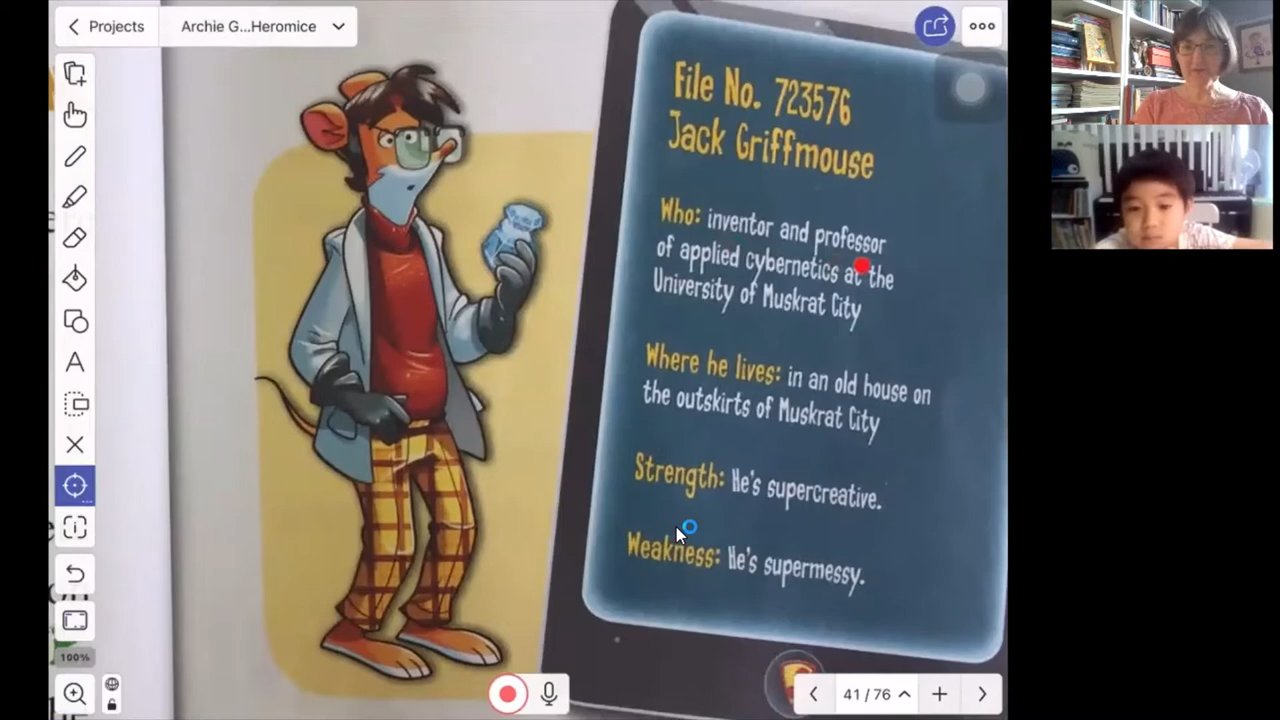 Projects
Archie G...Heromice
File No. 723576
Jack Griffmouse
Who: inventor and professor
of applied cybernetics at the
University of Muskrat City
Where he lives: in an old house on
the outskirts of Muskrat City
Strength: He's supercreative.
Weakness: He's supermessy.
100%
41 / 76